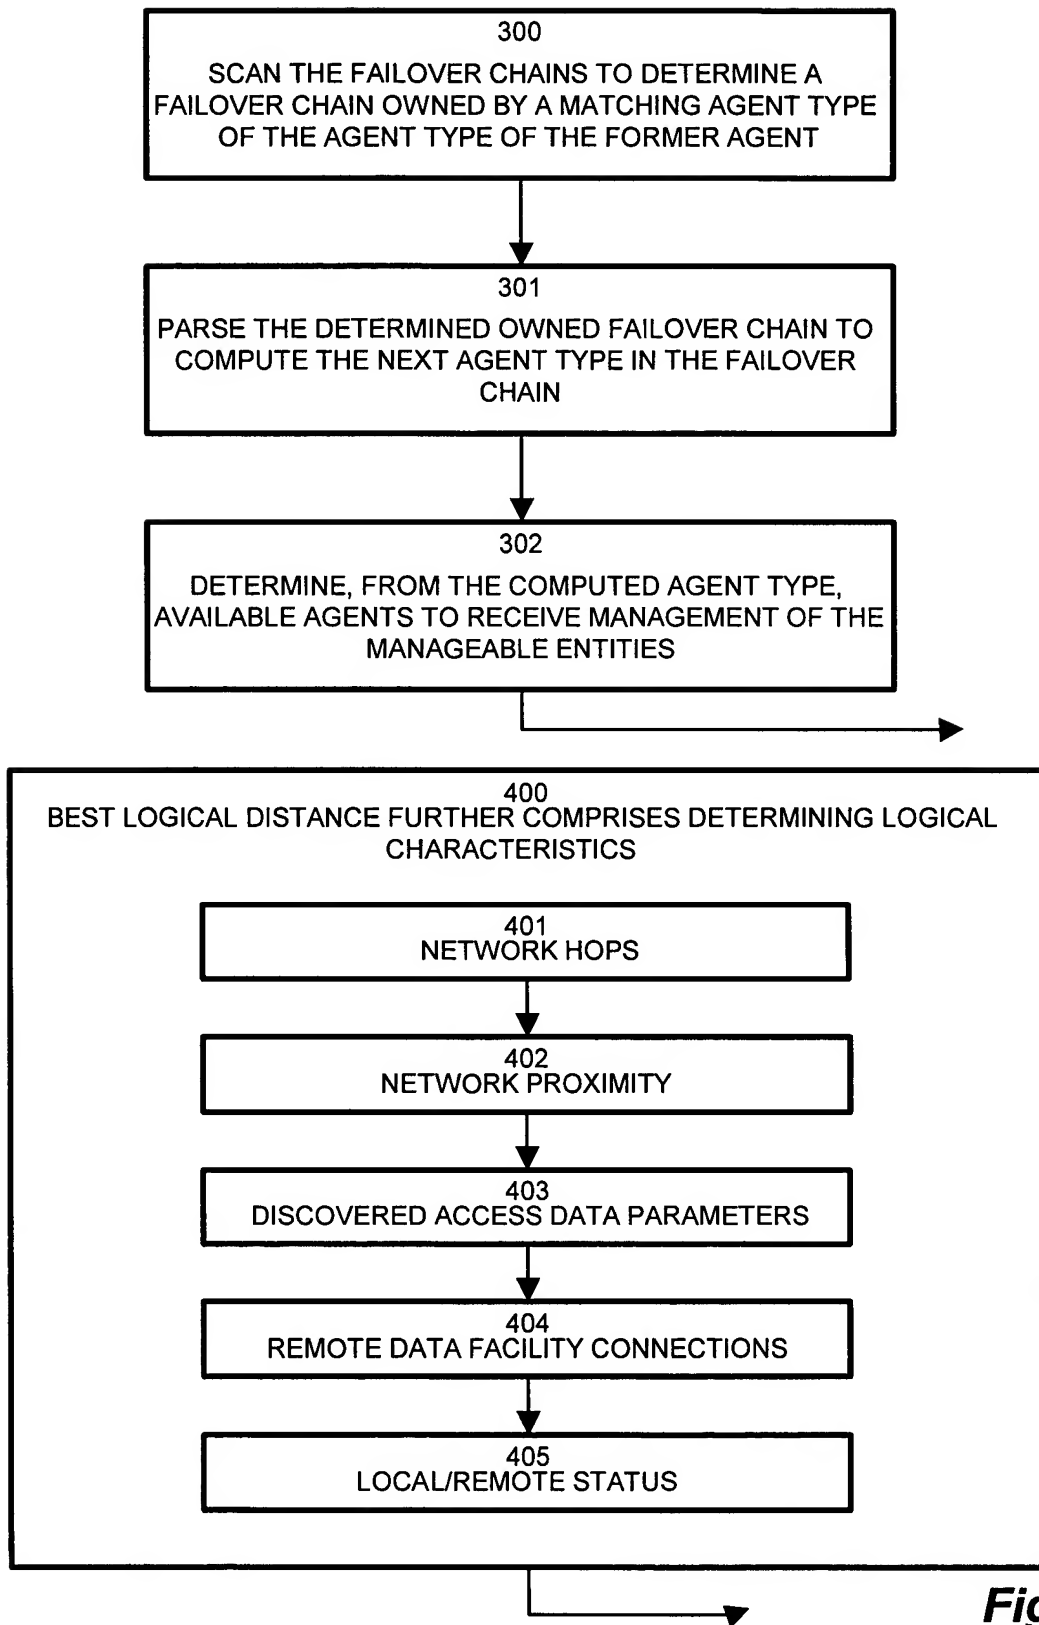 300
SCAN THE FAILOVER CHAINS TO DETERMINE A
FAILOVER CHAIN OWNED BY A MATCHING AGENT TYPE
OF THE AGENT TYPE OF THE FORMER AGENT
301
PARSE THE DETERMINED OWNED FAILOVER CHAIN TO
COMPUTE THE NEXT AGENT TYPE IN THE FAILOVER
CHAIN
302
DETERMINE, FROM THE COMPUTED AGENT TYPE,
AVAILABLE AGENTS TO RECEIVE MANAGEMENT OF THE
MANAGEABLE ENTITIES
400
BEST LOGICAL DISTANCE FURTHER COMPRISES DETERMINING LOGICAL
CHARACTERISTICS
401
NETWORK HOPS
402
NETWORK PROXIMITY
403
DISCOVERED ACCESS DATA PARAMETERS
404
REMOTE DATA FACILITY CONNECTIONS
405
LOCAL/REMOTE STATUS